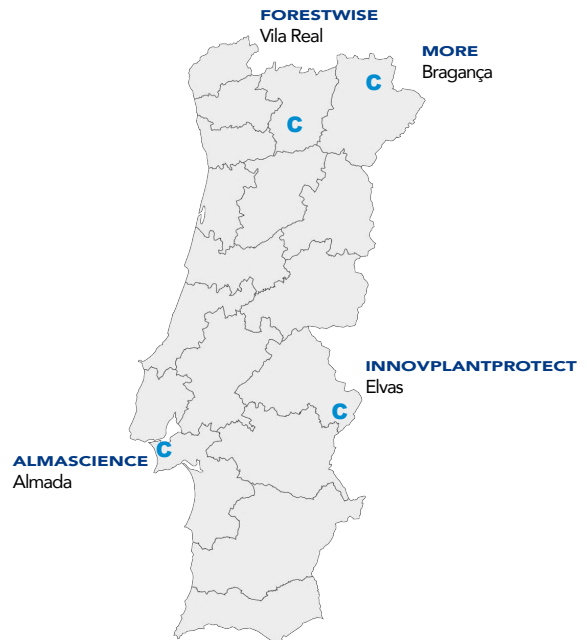 FORESTWISE
Vila Real
MORE
Bragança
C
C
INNOVPLANTPROTECT
Elvas
C
C
ALMASCIENCE
Almada